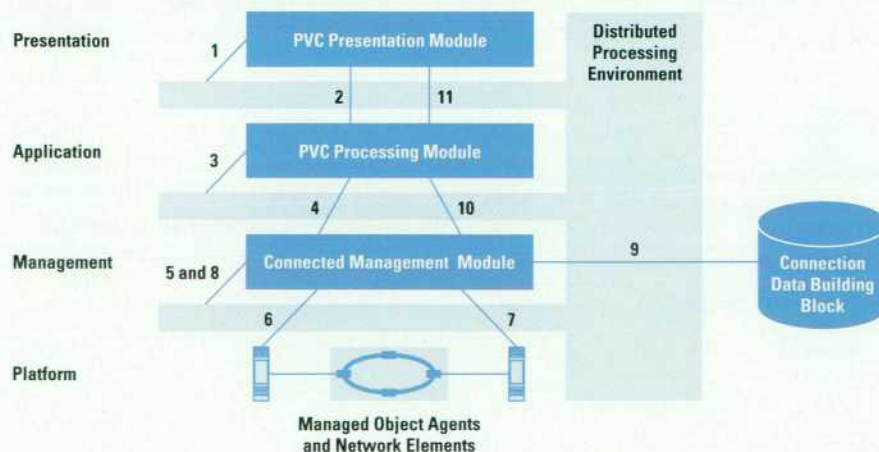 Presentation
1
PVC Presentation Module
Distributed
Processing
Environment
2
11
Application
3
PVC Processing Module
4
10
Management
5 and 8
Connected Management Module
9
Connection
Data Building
Block
6
7
Platform
Managed Object Agents
and Network Elements